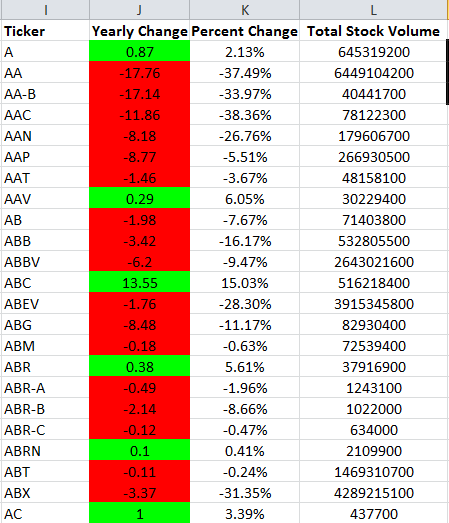 I J K L
Ticker Yearly Change Percent Change Total Stock Volume
A 0.87 2.13% 645319200
AA -17.76 -37.49% 6449104200
AA-B -17.14 -33.97% 40441700
AAC -11.86 -38.36% 78122300
AAN -8.18 -26.76% 179606700
AAP -8.77 -5.51% 266930500
AAT -1.46 -3.67% 48158100
AAV 0.29 6.05% 30229400
AB -1.98 -7.67% 71403800
ABB -3.42 -16.17% 532805500
ABBV -6.2 -9.47% 2643021600
ABC 13.55 15.03% 516218400
ABEV -1.76 -28.30% 3915345800
ABG -8.48 -11.17% 82930400
ABM -0.18 -0.63% 72539400
ABR 0.38 5.61% 37916900
ABR-A -0.49 -1.96% 1243100
ABR-B -2.14 -8.66% 1022000
ABR-C -0.12 -0.47% 634000
ABRN 0.1 0.41% 2109900
ABT -0.11 -0.24% 1469310700
ABX -3.37 -31.35% 4289215100
AC 1 3.39% 437700